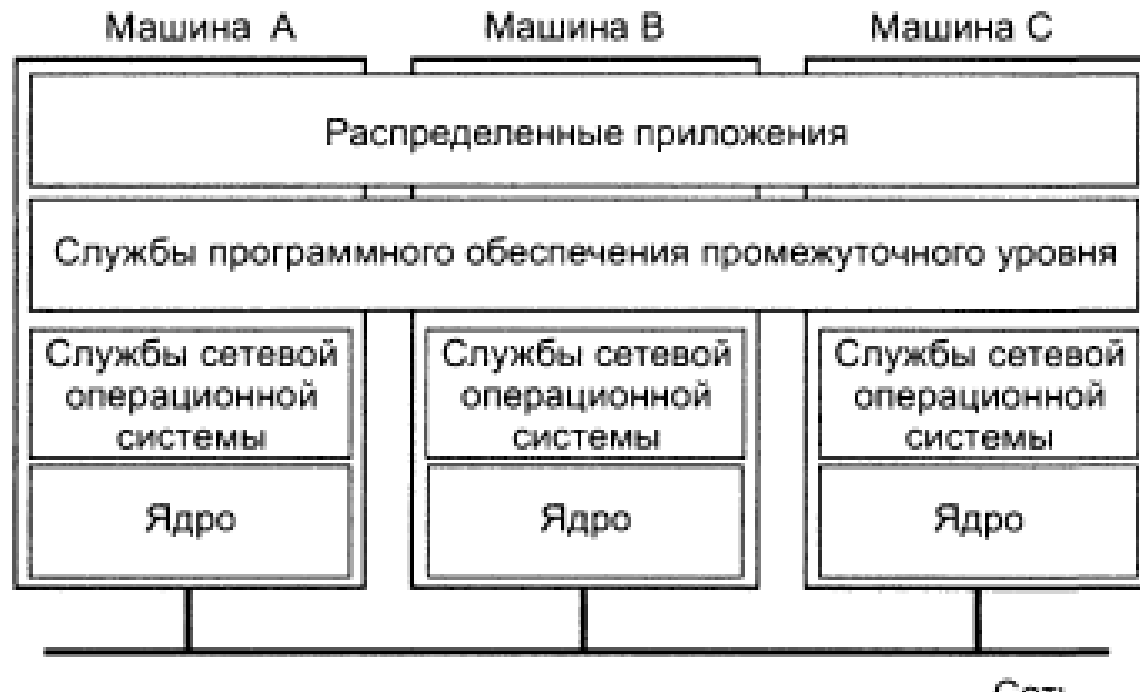 Машина A
Машина B
Машина C
Распределенные приложения
Службы программного обеспечения промежуточного уровня
Службы сетевой
операционной
системы
Службы сетевой
операционной
системы
Службы сетевой
операционной
системы
Ядро
Ядро
Ядро